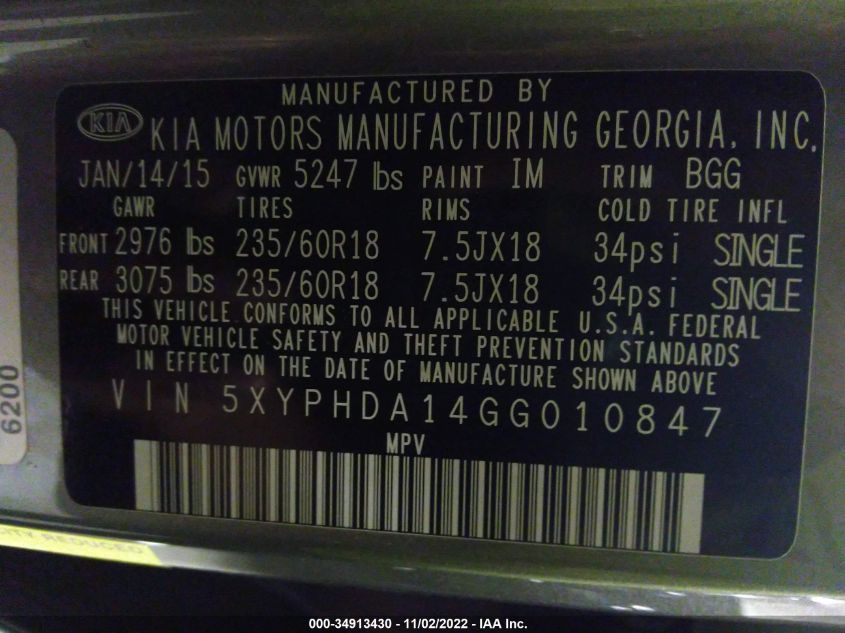 MANUFACTURED BY
KIA KIA MOTORS MANUFACTURING GEORGIA, INC.
JAN/14/15 GVWR 5247 lbs PAINT IM TRIM BGG
GAWR TIRES RIMS COLD TIRE INFL
FRONT 2976 lbs 235/60R18 7.5JX18 34psi SINGLE
REAR 3075 lbs 235/60R18 7.5JX18 34psi SINGLE
THIS VEHICLE CONFORMS TO ALL APPLICABLE U.S.A. FEDERAL
MOTOR VEHICLE SAFETY AND THEFT PREVENTION STANDARDS
IN EFFECT ON THE DATE OF MANUFACTURE SHOWN ABOVE
VIN 5XYPHDA14GG010847
MPV
6200
CITY REDUCED
000-34913430 - 11/02/2022 - IAA Inc.